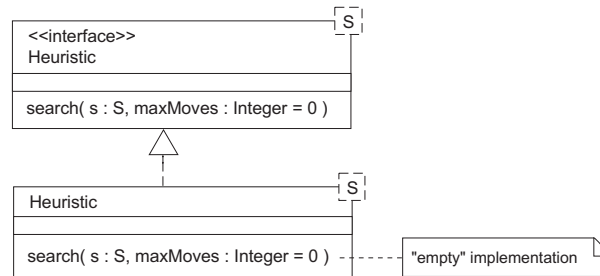 S
<<interface>>
Heuristic
search( s : S, maxMoves : Integer = 0 )
S
Heuristic
search( s : S, maxMoves : Integer = 0 )
"empty" implementation